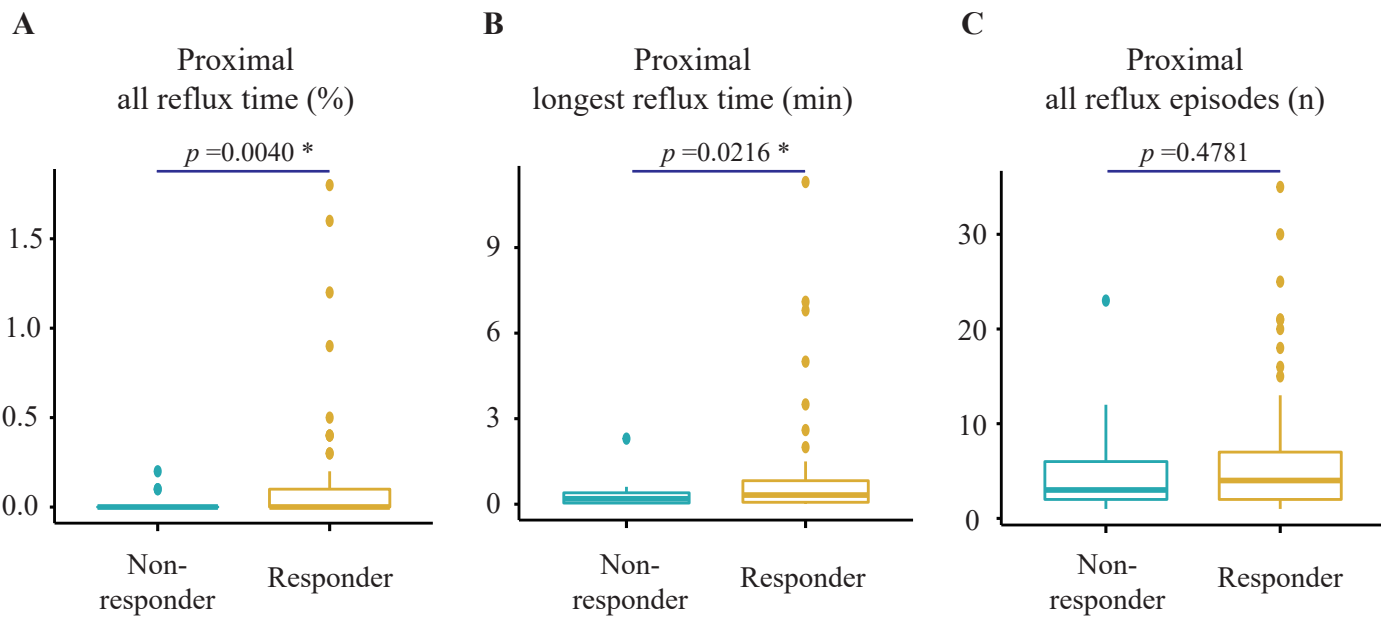 A
Proximal
all reflux time (%)
p =0.0040 *
1.5
1.0
0.5
0.0
Non-
responder
Responder
B
Proximal
longest reflux time (min)
p =0.0216 *
9
6
3
0
Non-
responder
Responder
C
Proximal
all reflux episodes (n)
p =0.4781
30
20
10
0
Non-
responder
Responder